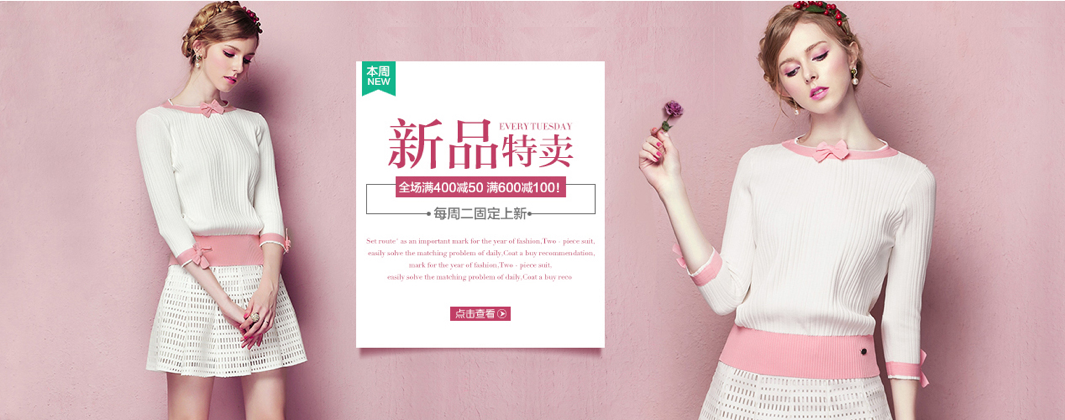 本周
NEW
EVERYTUESDAY
新品特卖
全场满400减50 满600减100!
每周二固定上新
Set route' as an important mark for the year of fashion,Two - piece suit,
easily solve the matching problem of daily,Coat a buy recommendation,
mark for the year of fashion,Two - piece suit,
easily solve the matching problem of daily,Coat a buy reco
点击查看